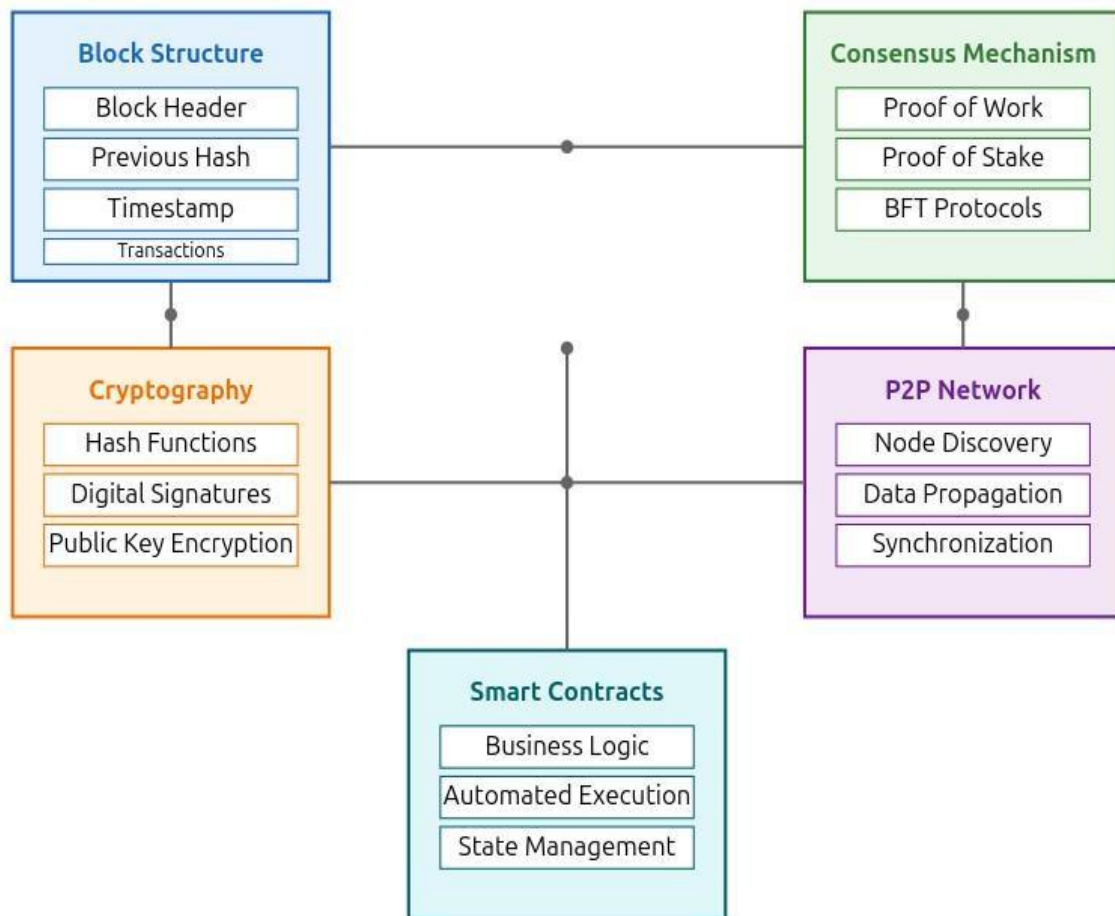 Block Structure
Block Header
Previous Hash
Timestamp
Transactions
Consensus Mechanism
Proof of Work
Proof of Stake
BFT Protocols
Cryptography
Hash Functions
Digital Signatures
Public Key Encryption
P2P Network
Node Discovery
Data Propagation
Synchronization
Smart Contracts
Business Logic
Automated Execution
State Management